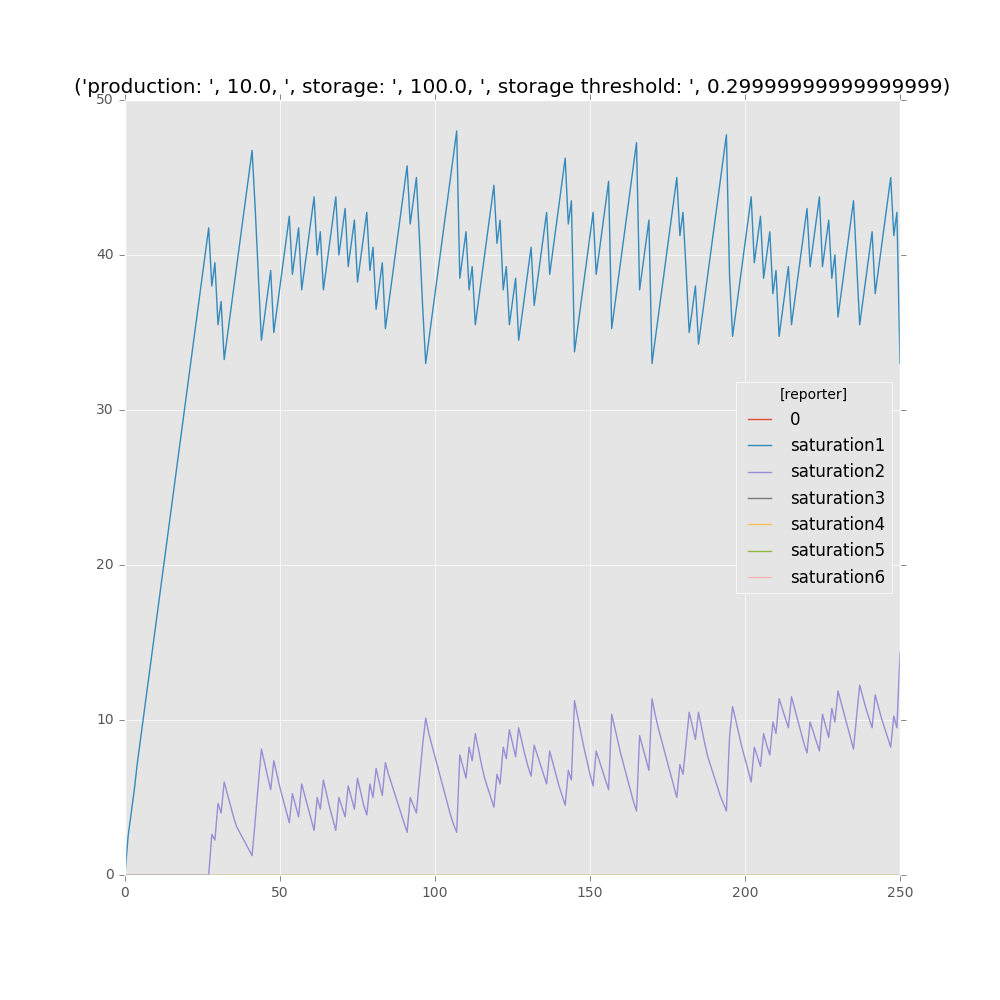 ('production: ', 10.0, ', storage: ', 100.0, ', storage threshold: ', 0.29999999999999999)
50
40
30
20
10
0
0 50 100 150 200 250
[reporter]
0
saturation1
saturation2
saturation3
saturation4
saturation5
saturation6